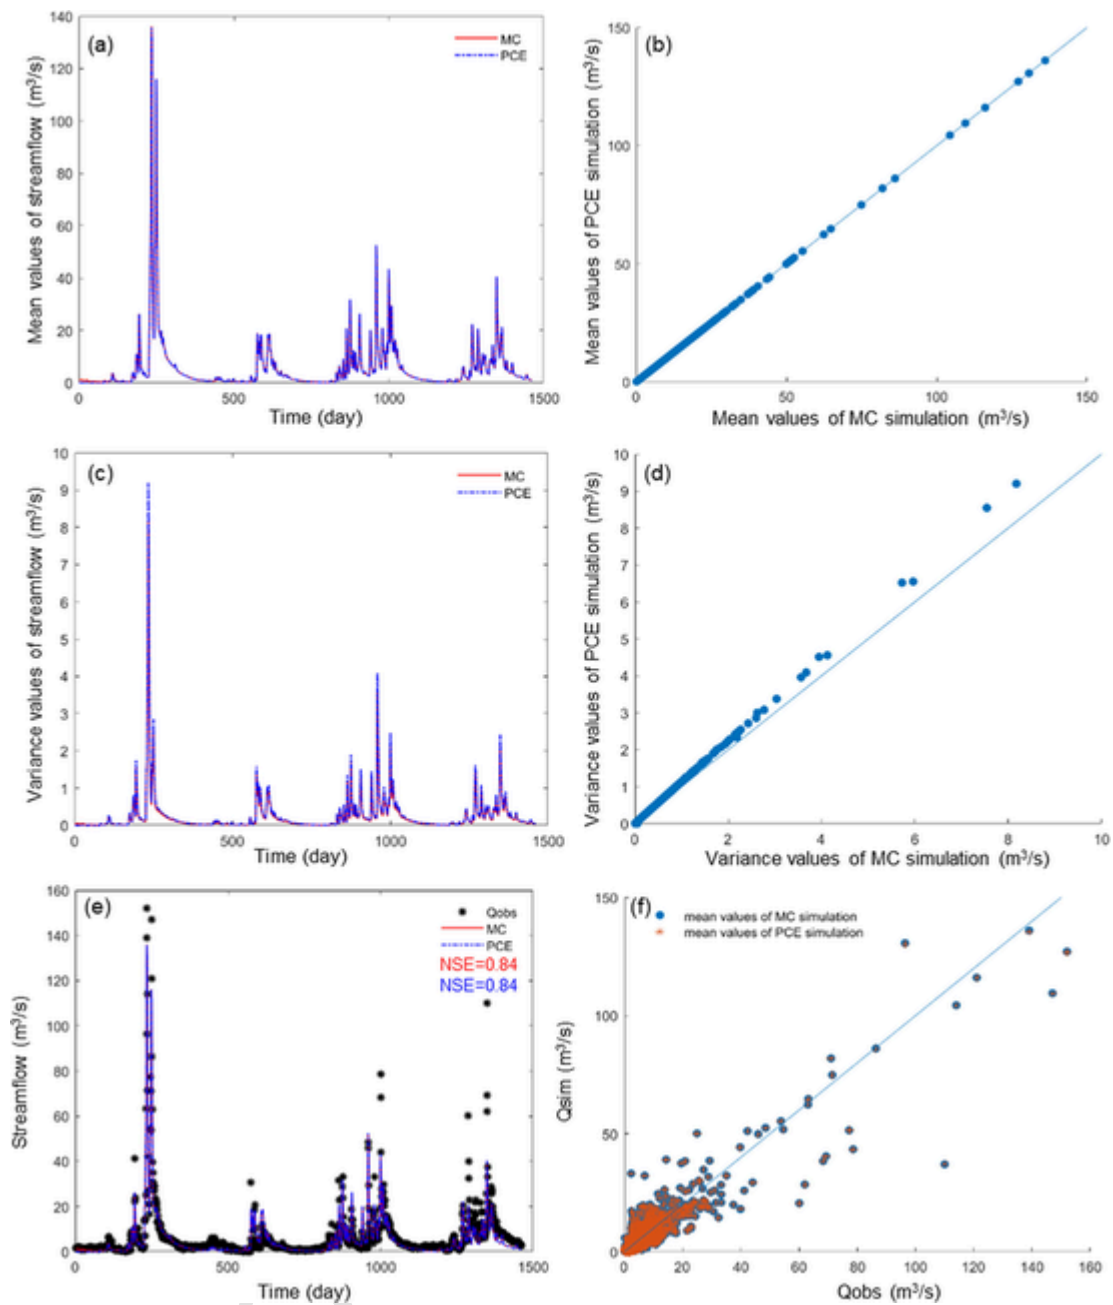 (a)
MC
PCE
Mean values of streamflow (m³/s)
140
120
100
80
60
40
20
0
0 500 1000 1500
Time (day)
(b)
Mean values of PCE simulation (m³/s)
150
100
50
0
0 50 100 150
Mean values of MC simulation (m³/s)
(c)
MC
PCE
Variance values of streamflow (m³/s)
10
9
8
7
6
5
4
3
2
1
0
0 500 1000 1500
Time (day)
(d)
Variance values of PCE simulation (m³/s)
10
9
8
7
6
5
4
3
2
1
0
0 2 4 6 8 10
Variance values of MC simulation (m³/s)
(e)
Qobs
MC
PCE
NSE=0.84
NSE=0.84
Streamflow (m³/s)
160
140
120
100
80
60
40
20
0
0 500 1000 1500
Time (day)
(f)
mean values of MC simulation
mean values of PCE simulation
Qsim (m³/s)
150
100
50
0
0 20 40 60 80 100 120 140 160
Qobs (m³/s)